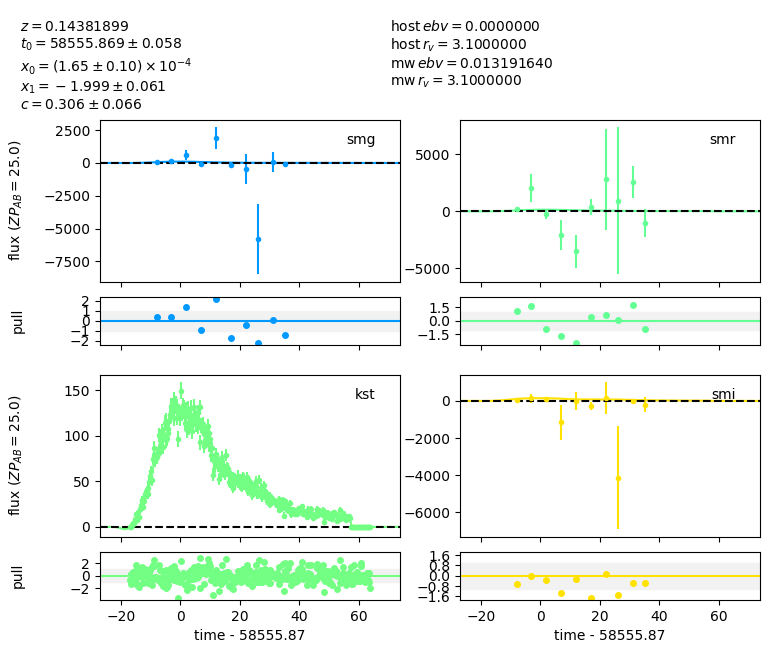 z = 0.14381899
t₀ = 58555.869 ± 0.058
x₀ = (1.65 ± 0.10) × 10⁻⁴
x₁ = −1.999 ± 0.061
c = 0.306 ± 0.066
host ebv = 0.0000000
host r_v = 3.1000000
mw ebv = 0.013191640
mw r_v = 3.1000000
flux (ZP_AB = 25.0)
2500
0
−2500
−5000
−7500
smg
5000
0
−5000
smr
pull
2
1
0
−1
−2
1.5
0.0
−1.5
flux (ZP_AB = 25.0)
150
100
50
0
kst
0
−2000
−4000
−6000
smi
pull
2
0
−2
1.6
0.8
0.0
−0.8
−1.6
−20 0 20 40 60
time - 58555.87
−20 0 20 40 60
time - 58555.87